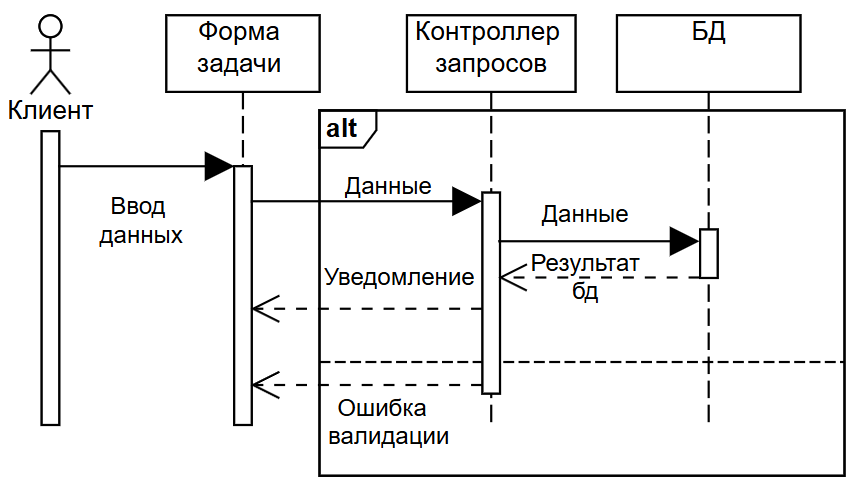 Клиент
Форма
задачи
Контроллер
запросов
БД
alt
Ввод
данных
Данные
Данные
Результат
бд
Уведомление
Ошибка
валидации